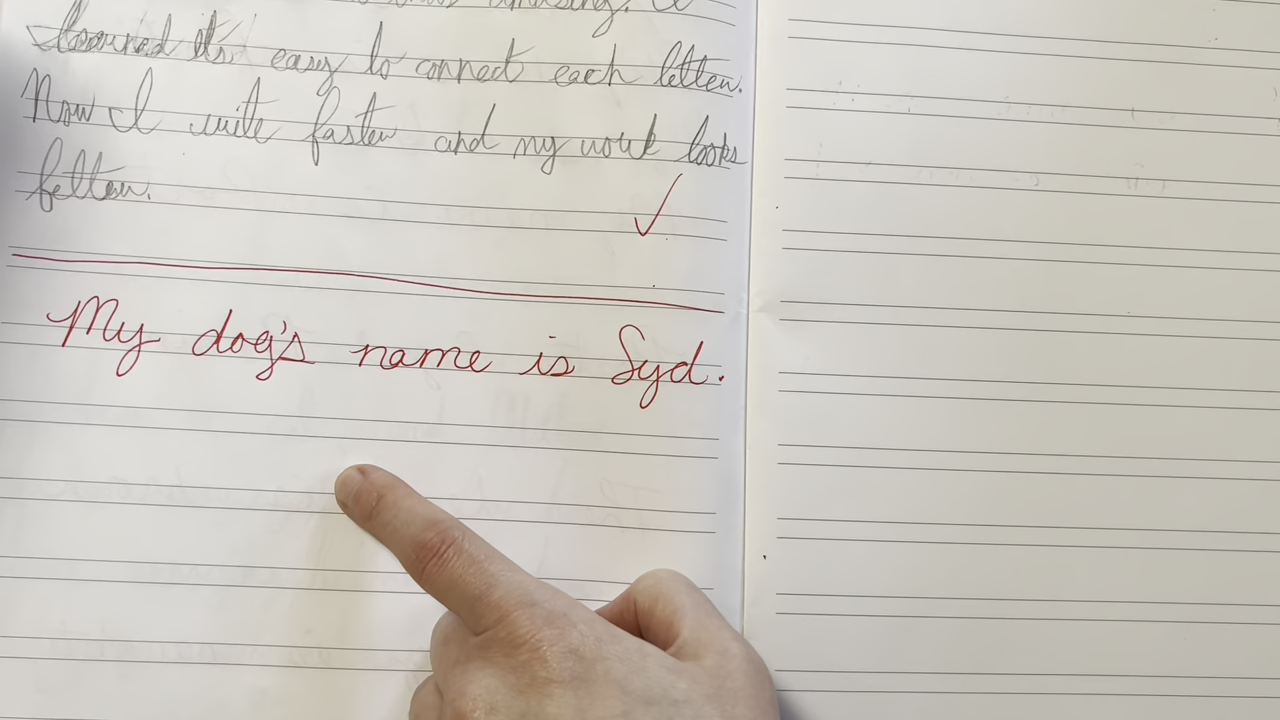 amusing. I
learned it's easy to connect each letter.
Now I write faster and my work looks
better.
My dog's name is Syd.